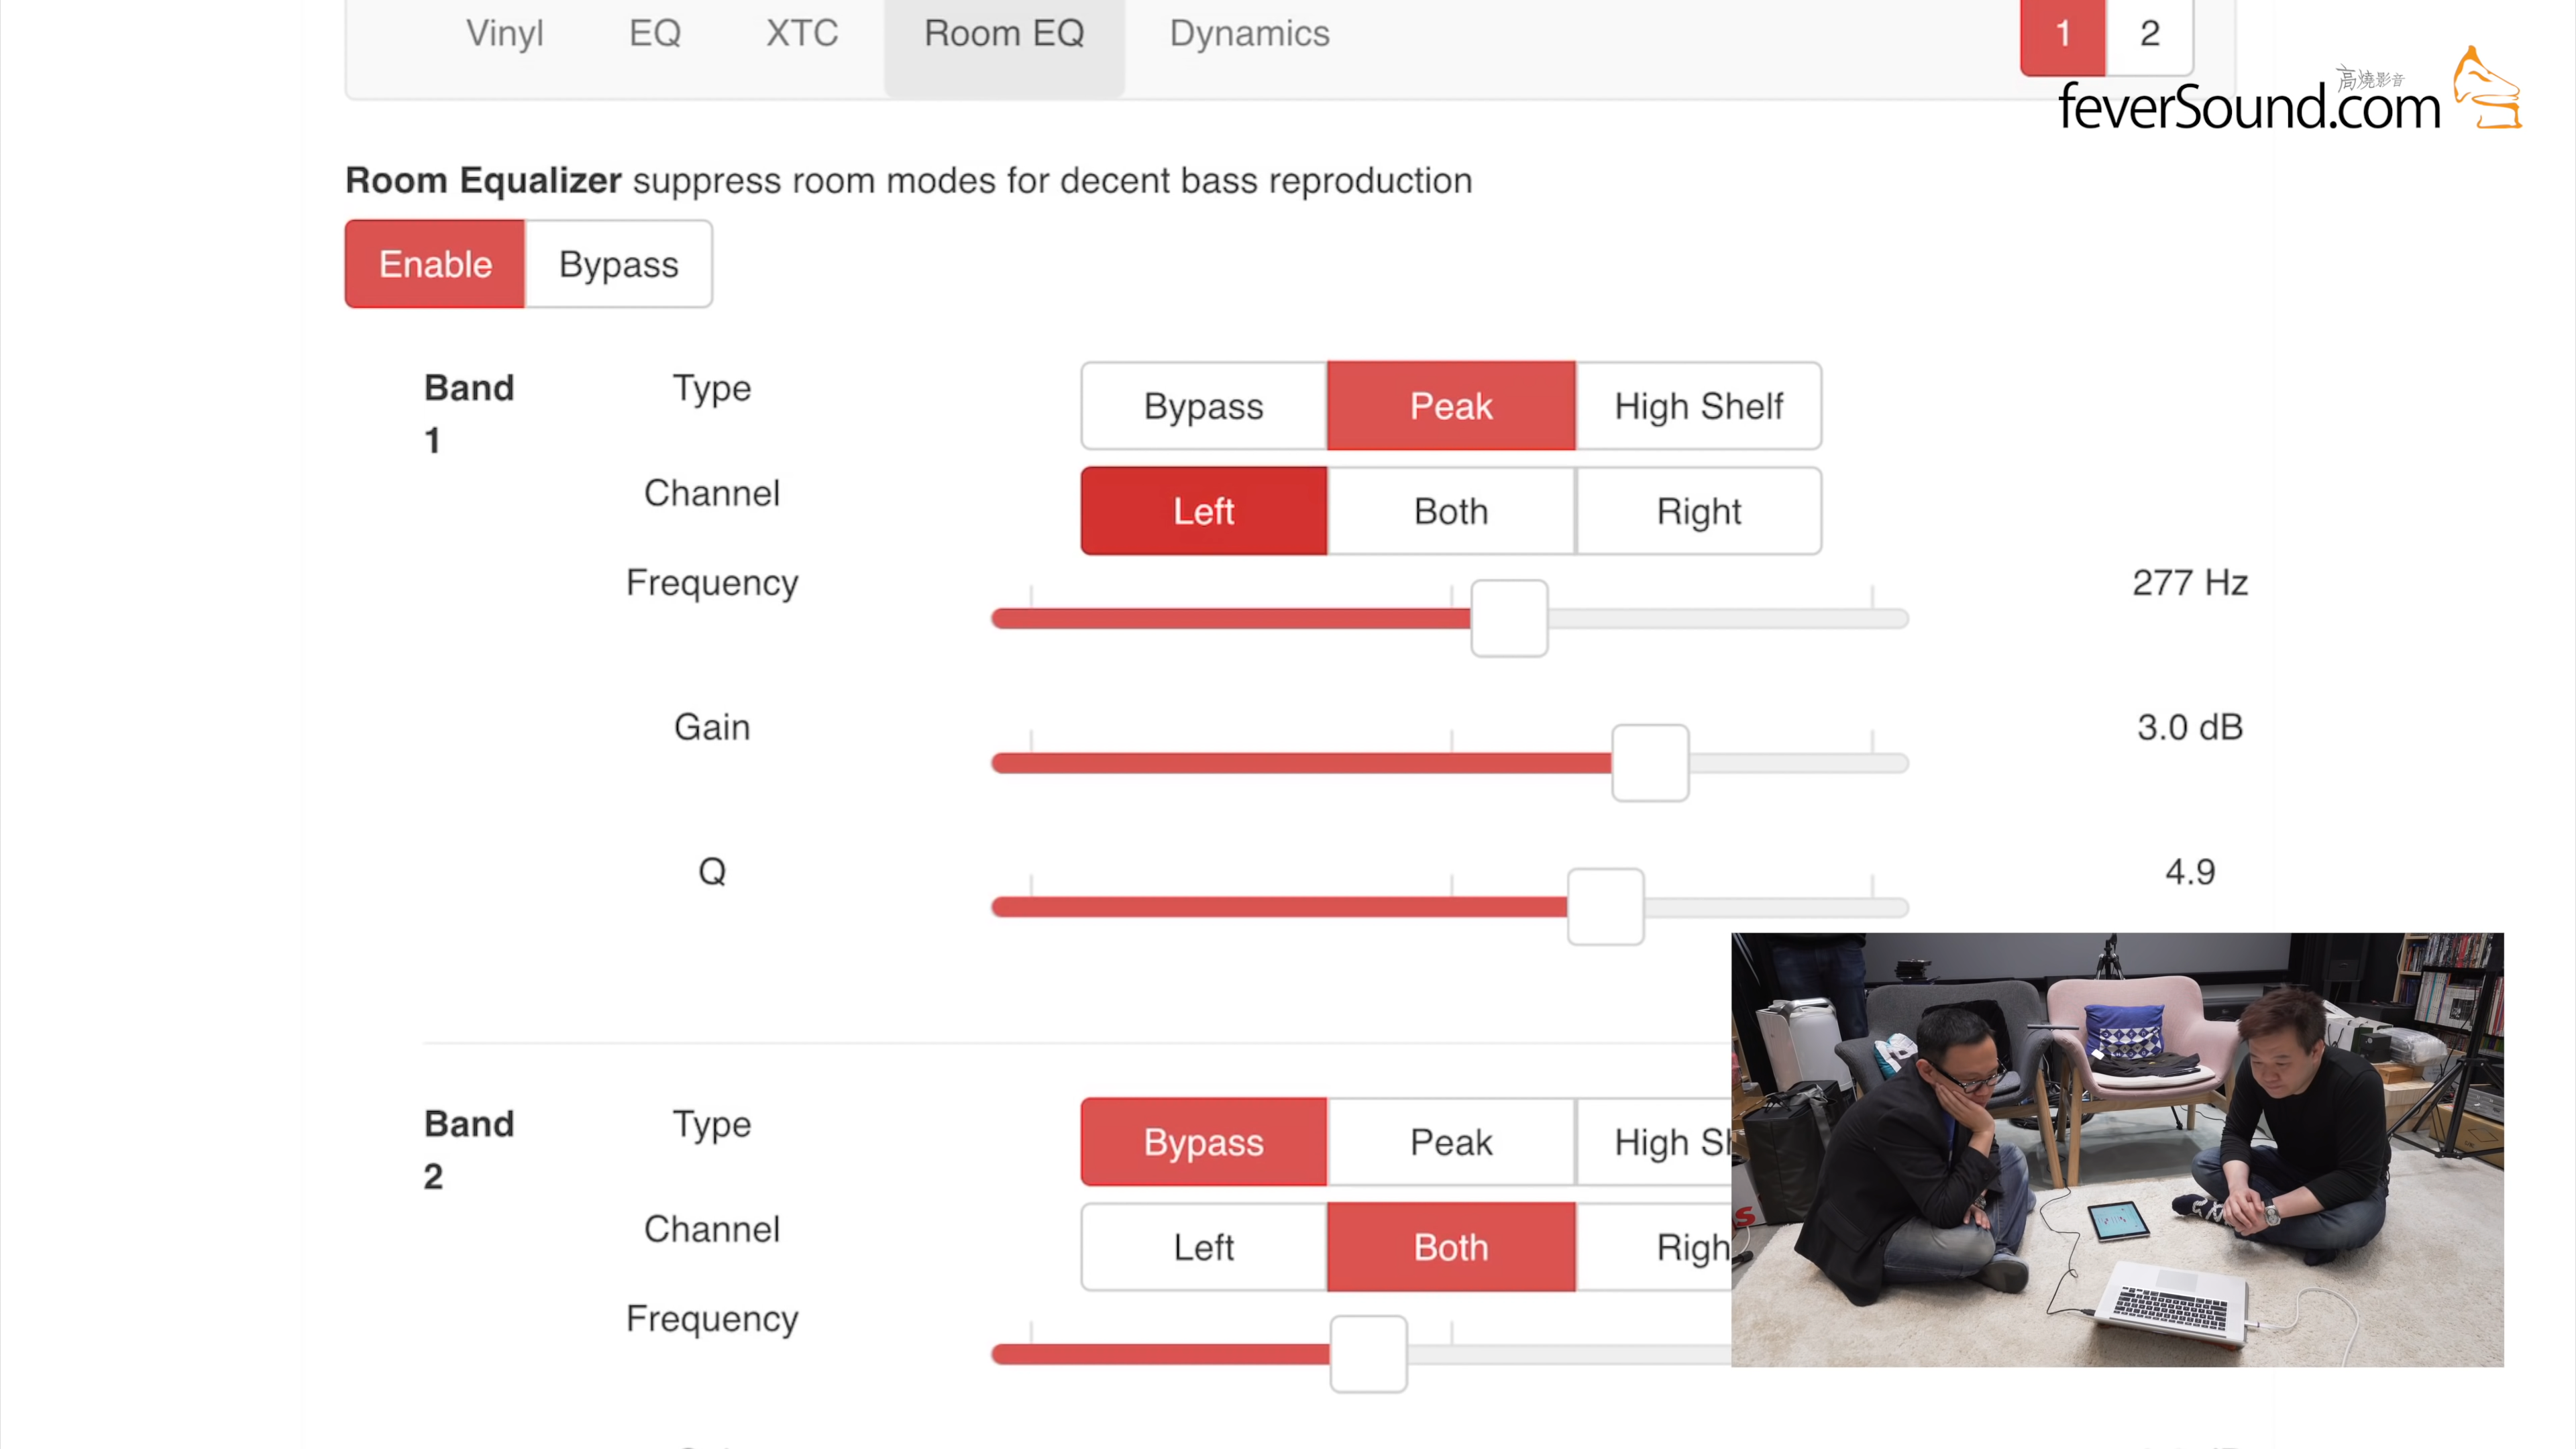 Vinyl EQ XTC Room EQ Dynamics 1 2
高燒影音
feverSound.com
Room Equalizer suppress room modes for decent bass reproduction
Enable Bypass
Band 1
Type Bypass Peak High Shelf
Channel Left Both Right
Frequency 277 Hz
Gain 3.0 dB
Q 4.9
Band 2
Type Bypass Peak High Sh
Channel Left Both Righ
Frequency